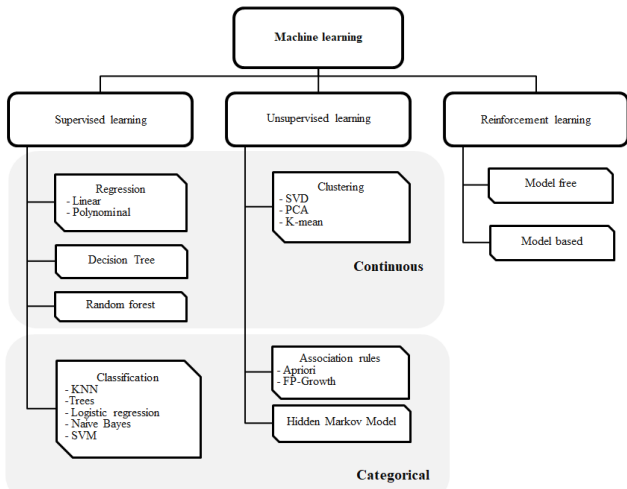 Machine learning
Supervised learning
Unsupervised learning
Reinforcement learning
Regression
- Linear
- Polynominal
Decision Tree
Random forest
Clustering
- SVD
- PCA
- K-mean
Continuous
Model free
Model based
Classification
- KNN
-Trees
- Logistic regression
- Naïve Bayes
- SVM
Association rules
- Apriori
- FP-Growth
Hidden Markov Model
Categorical